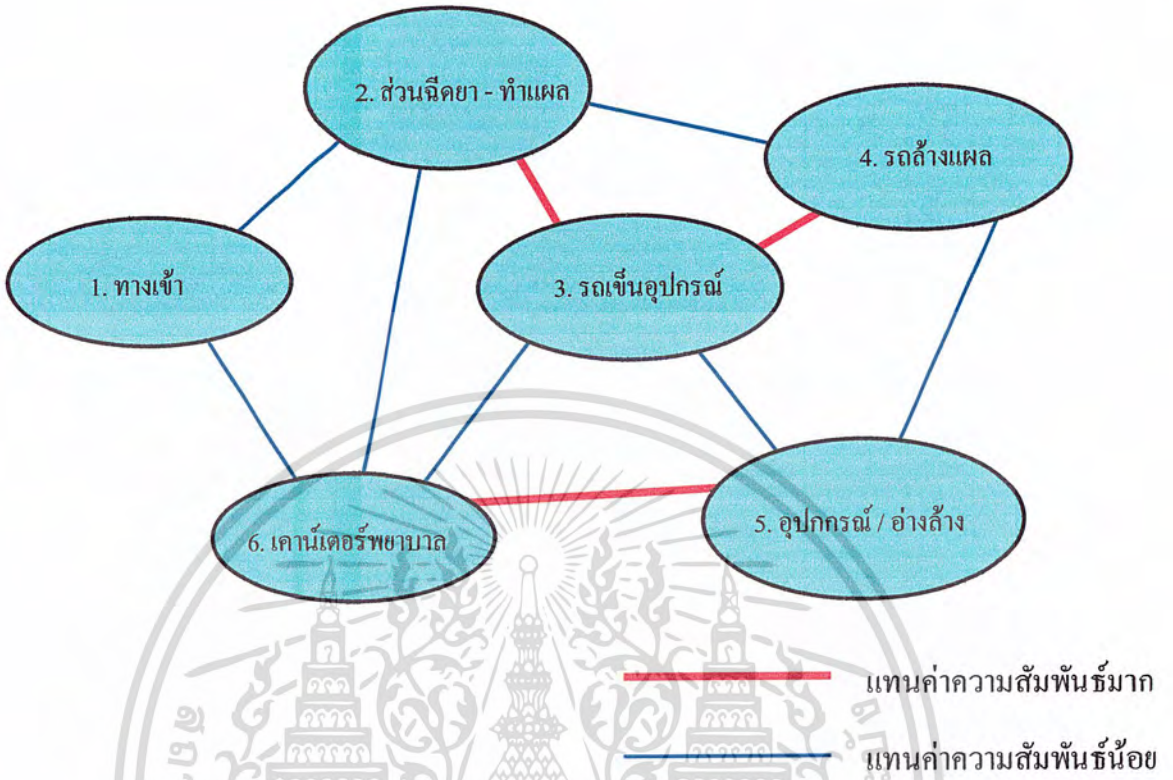 2. ส่วนฉีดยา - ทำแผล
4. รถล้างแผล
1. ทางเข้า
3. รถเข็นอุปกรณ์
6. เคาน์เตอร์พยาบาล
5. อุปกกรณ์ / อ่างล้าง
แทนค่าความสัมพันธ์มาก
แทนค่าความสัมพันธ์น้อย